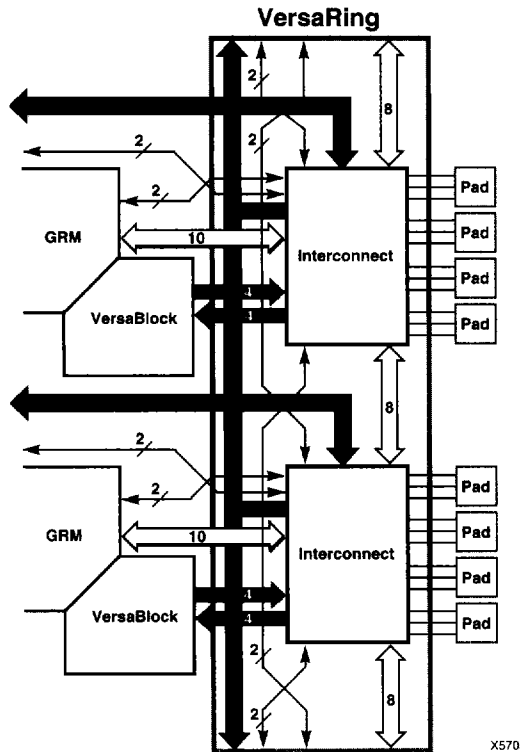 VersaRing
2
8
2
2
2
Pad
GRM
10
Interconnect
Pad
Pad
4
VersaBlock
4
Pad
8
2
2
Pad
GRM
10
Interconnect
Pad
Pad
4
VersaBlock
4
Pad
2
8
2
X570